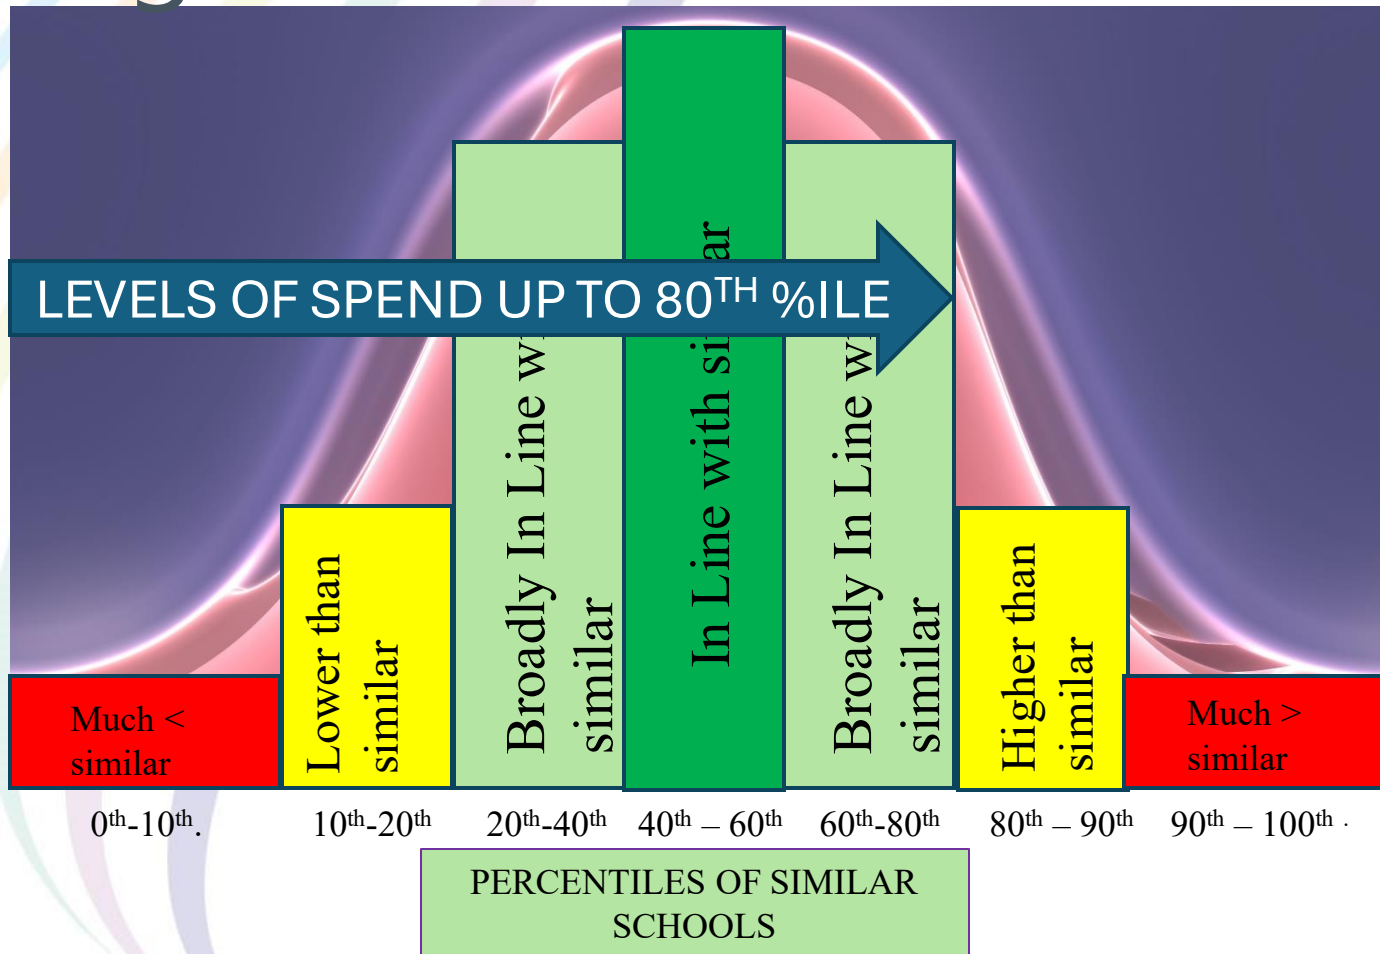 LEVELS OF SPEND UP TO 80TH %ILE
Much <
similar
Lower than
similar
Broadly In Line
similar
In Line with
Broadly In Line
similar
Higher than
similar
Much >
similar
0th-10th.
10th-20th
20th-40th
40th – 60th
60th-80th
80th – 90th
90th – 100th .
PERCENTILES OF SIMILAR
SCHOOLS